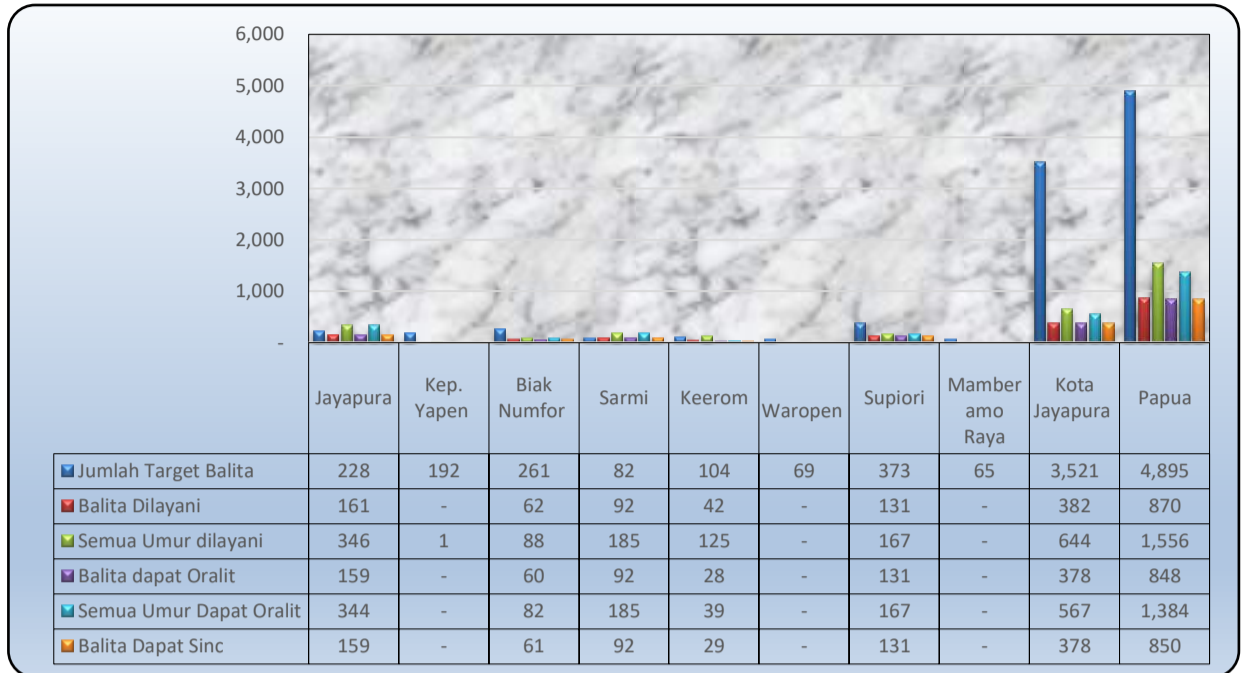 6,000
5,000
4,000
3,000
2,000
1,000
-
Jayapura
Kep.
Yapen
Biak
Numfor
Sarmi
Keerom
Waropen
Supiori
Mamber
amo
Raya
Kota
Jayapura
Papua
Jumlah Target Balita 228 192 261 82 104 69 373 65 3,521 4,895
Balita Dilayani 161 - 62 92 42 - 131 - 382 870
Semua Umur dilayani 346 1 88 185 125 - 167 - 644 1,556
Balita dapat Oralit 159 - 60 92 28 - 131 - 378 848
Semua Umur Dapat Oralit 344 - 82 185 39 - 167 - 567 1,384
Balita Dapat Sinc 159 - 61 92 29 - 131 - 378 850